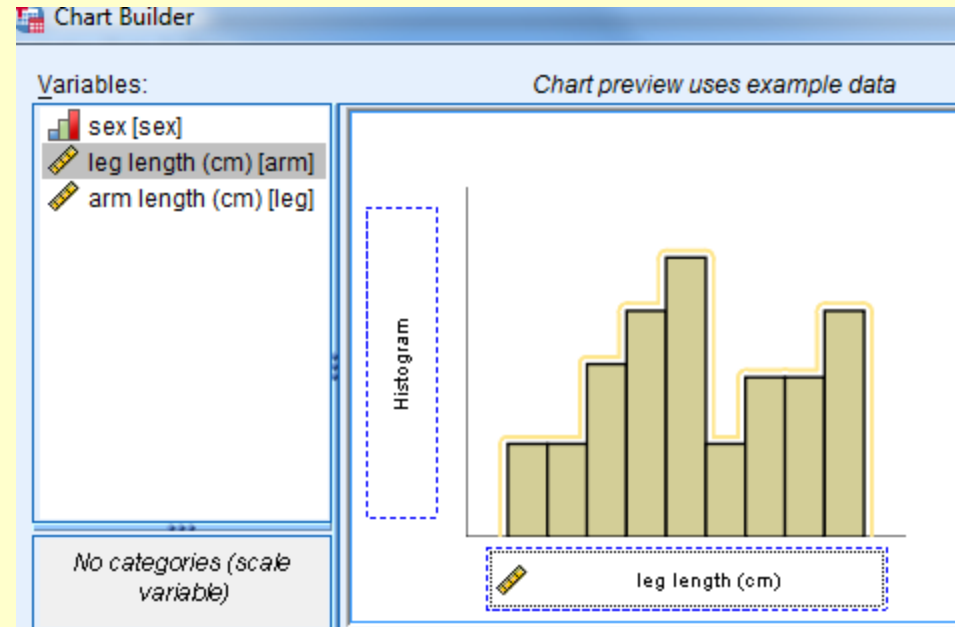 Chart Builder
Variables:
Chart preview uses example data
sex [sex]
leg length (cm) [arm]
arm length (cm) [leg]
Histogram
leg length (cm)
No categories (scale
variable)